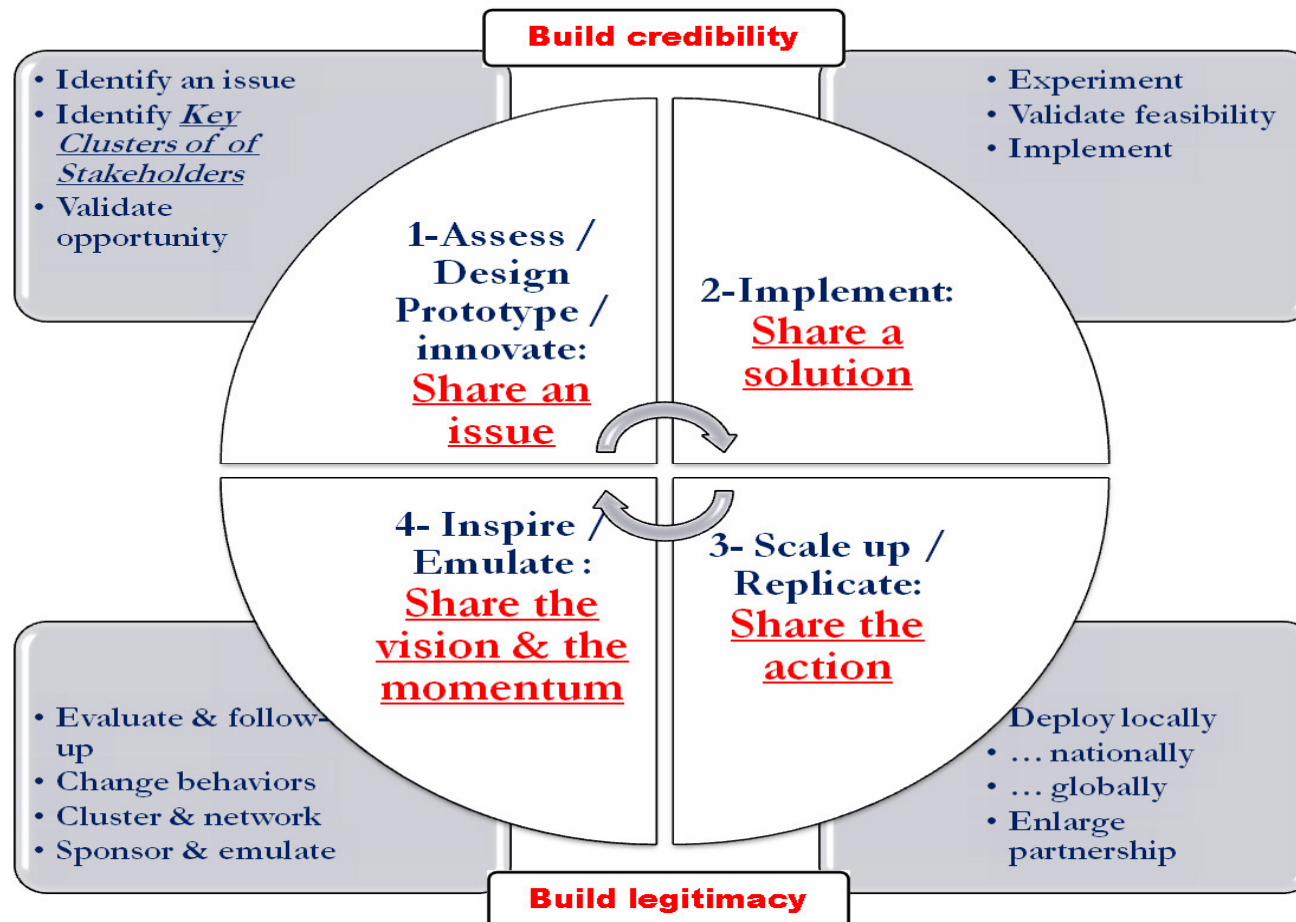 Build credibility
• Identify an issue
• Identify Key
Clusters of of
Stakeholders
• Validate
opportunity
• Experiment
• Validate feasibility
• Implement
1-Assess /
Design
Prototype /
innovate:
Share an
issue
2-Implement:
Share a
solution
4- Inspire /
Emulate :
Share the
vision & the
momentum
3- Scale up /
Replicate:
Share the
action
• Evaluate & follow-
up
• Change behaviors
• Cluster & network
• Sponsor & emulate
Deploy locally
• … nationally
• … globally
• Enlarge
partnership
Build legitimacy